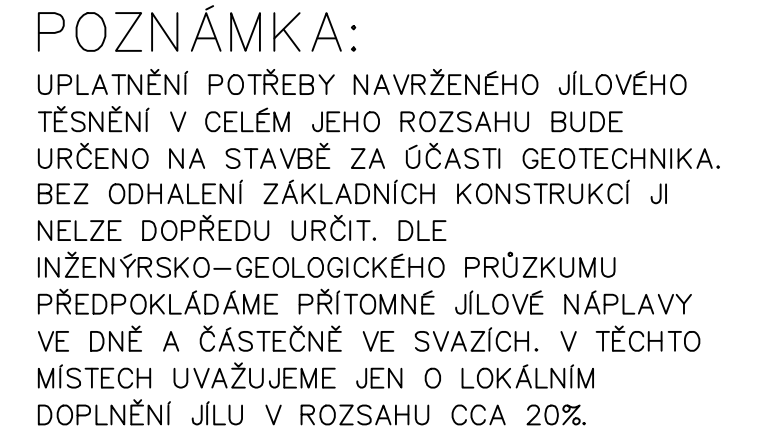 POZNÁMKA:
UPLATNĚNÍ POTŘEBY NAVRŽENÉHO JÍLOVÉHO
TĚSNĚNÍ V CELÉM JEHO ROZSAHU BUDE
URČENO NA STAVBĚ ZA ÚČASTI GEOTECHNIKA.
BEZ ODHALENÍ ZÁKLADNÍCH KONSTRUKCÍ JI
NELZE DOPŘEDU URČIT. DLE
INŽENÝRSKO–GEOLOGICKÉHO PRŮZKUMU
PŘEDPOKLÁDÁME PŘÍTOMNÉ JÍLOVÉ NÁPLAVY
VE DNĚ A ČÁSTEČNĚ VE SVAZÍCH. V TĚCHTO
MÍSTECH UVAŽUJEME JEN O LOKÁLNÍM
DOPLNĚNÍ JÍLU V ROZSAHU CCA 20%.